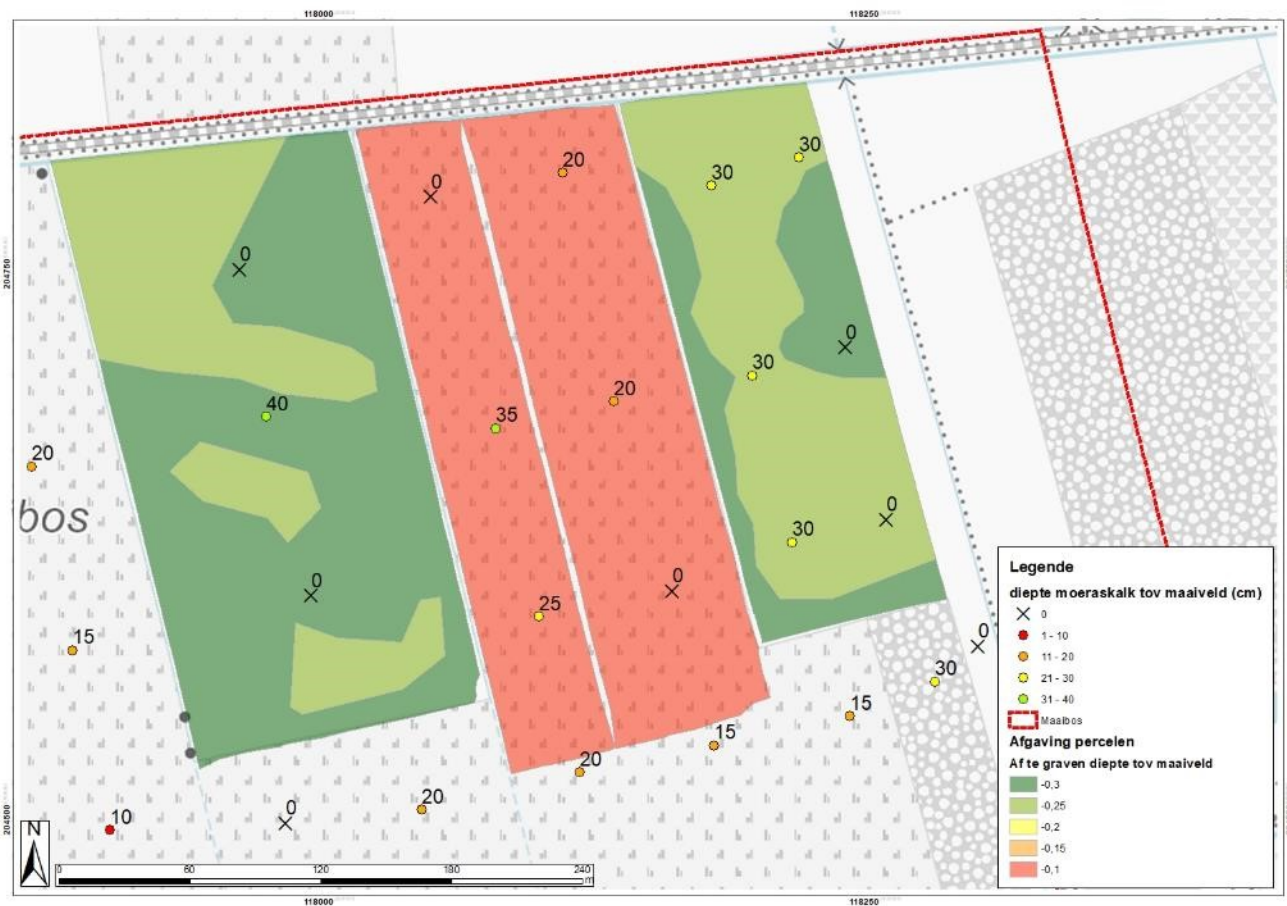 118000 118250
30
20 30
0
0
204750
0
30
20
40 35
20
0
bos
30
0 0
25
15 0
30
15
15
20
10 0 20
204500
N
0 60 120 180 240
m
118000 118250
Legende
diepte moeraskalk tov maaiveld (cm)
0
1 - 10
11 - 20
21 - 30
31 - 40
Maaibos
Afgaving percelen
Af te graven diepte tov maaiveld
-0,3
-0,25
-0,2
-0,15
-0,1